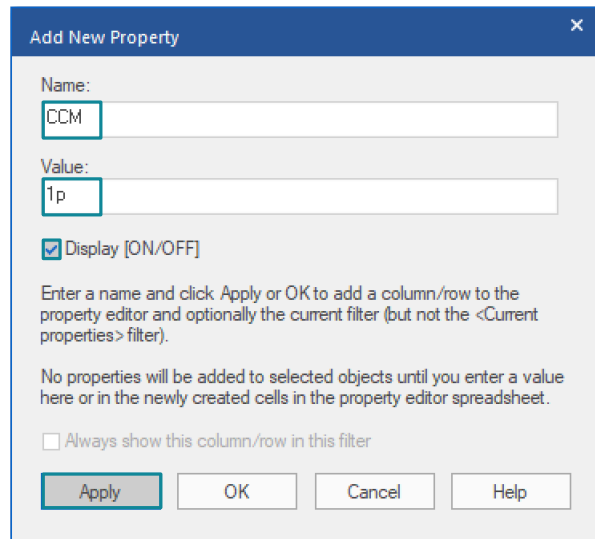 Add New Property
Name:
CCM
Value:
1p
Display [ON/OFF]
Enter a name and click Apply or OK to add a column/row to the
property editor and optionally the current filter (but not the <Current
properties> filter).
No properties will be added to selected objects until you enter a value
here or in the newly created cells in the property editor spreadsheet.
Always show this column/row in this filter
Apply OK Cancel Help